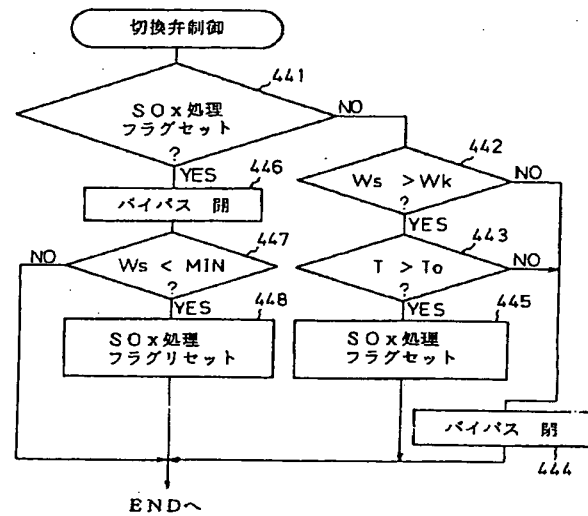 切換弁制御
441
SOx処理
フラグセット
?
NO
YES
446
バイパス
442
Ws >Wk
?
NO
YES
447
NO
Ws < MIN
?
YES
443
T > To
?
NO
YES
448
SOx処理
フラグリセット
445
SOx処理
フラグセット
バイパス
444
ENDへ